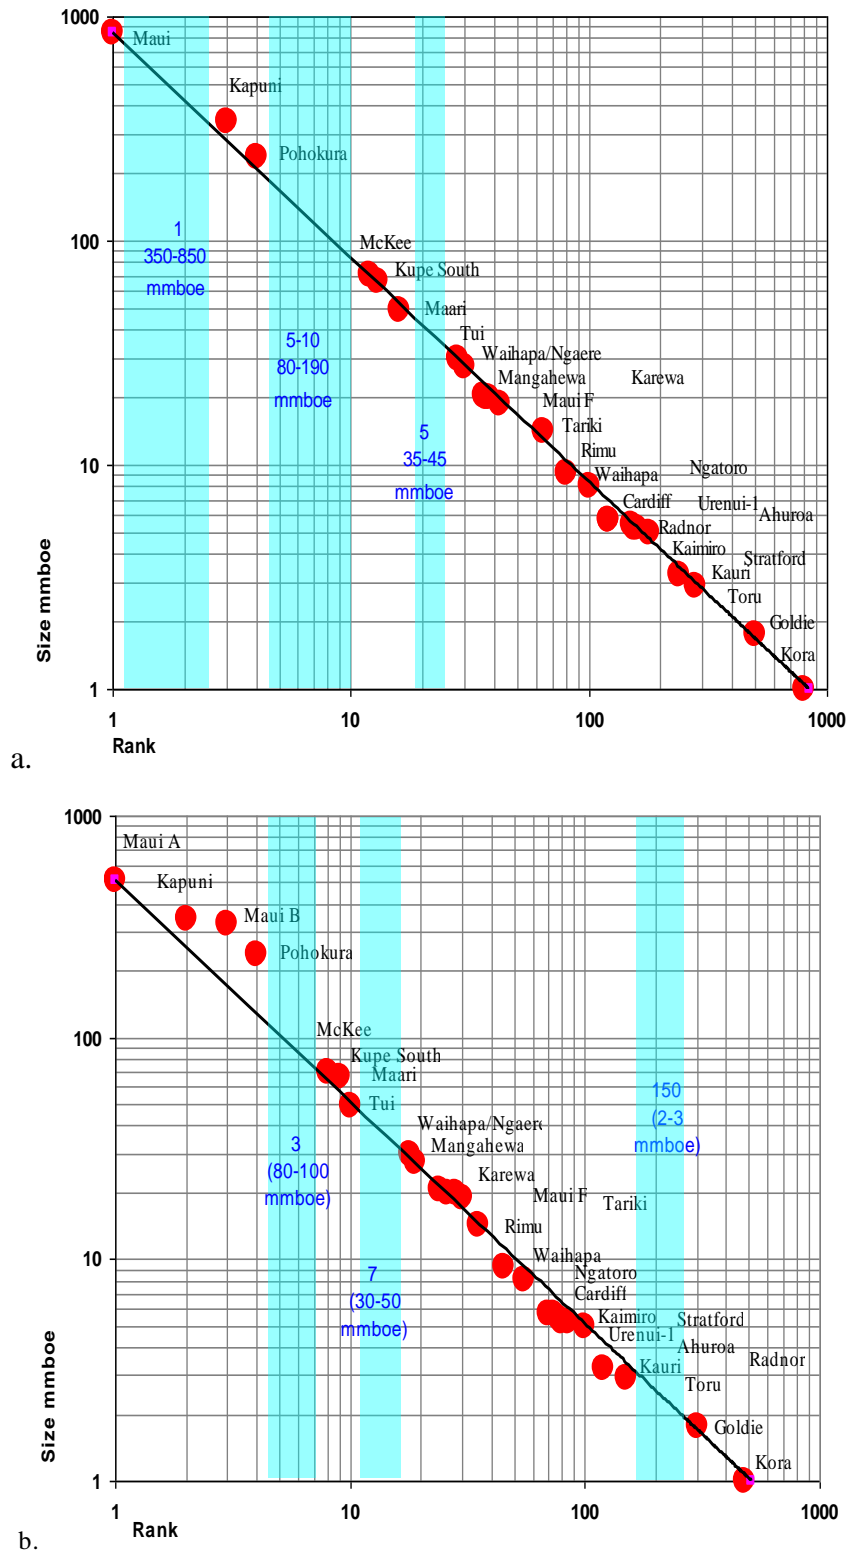 1000
Maui
Kapuni
Pohokura
1
350-850
mmboe
100
McKee
Kupe South
Maari
Tui
5-10
80-190
mmboe
Waihapa/Ngaere
Mangahewa
Karewa
Maui F
Tariki
5
35-45
mmboe
Rimu
10
Waihapa
Ngatoro
Cardiff
Urenui-1
Ahuroa
Radnor
Kaimiro
Stratford
Kauri
Toru
Goldie
Kora
Size mmboe
1
1
10
100
1000
Rank
a.
1000
Maui A
Kapuni
Maui B
Pohokura
100
McKee
Kupe South
Maari
Tui
150
(2-3
mmboe)
Waihapa/Ngaere
Mangahewa
3
(80-100
mmboe)
Karewa
Maui F
Tariki
Rimu
10
Waihapa
Ngatoro
7
(30-50
mmboe)
Cardiff
Kaimiro
Stratford
Urenui-1
Ahuroa
Radnor
Kauri
Toru
Goldie
Kora
Size mmboe
1
1
10
100
1000
Rank
b.